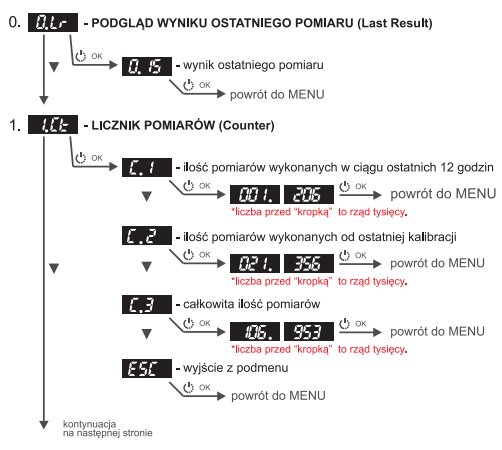 0. 0.Lr - PODGLĄD WYNIKU OSTATNIEGO POMIARU (Last Result)
OK 0.15 - wynik ostatniego pomiaru
OK powrót do MENU
1. 1.Ct - LICZNIK POMIARÓW (Counter)
OK C.1 - ilość pomiarów wykonanych w ciągu ostatnich 12 godzin
OK 001. 206 OK powrót do MENU
*liczba przed "kropką" to rząd tysięcy.
C.2 - ilość pomiarów wykonanych od ostatniej kalibracji
OK 021. 356 OK powrót do MENU
*liczba przed "kropką" to rząd tysięcy.
C.3 - całkowita ilość pomiarów
OK 106. 953 OK powrót do MENU
*liczba przed "kropką" to rząd tysięcy.
ESC - wyjście z podmenu
OK powrót do MENU
kontynuacja
na następnej stronie